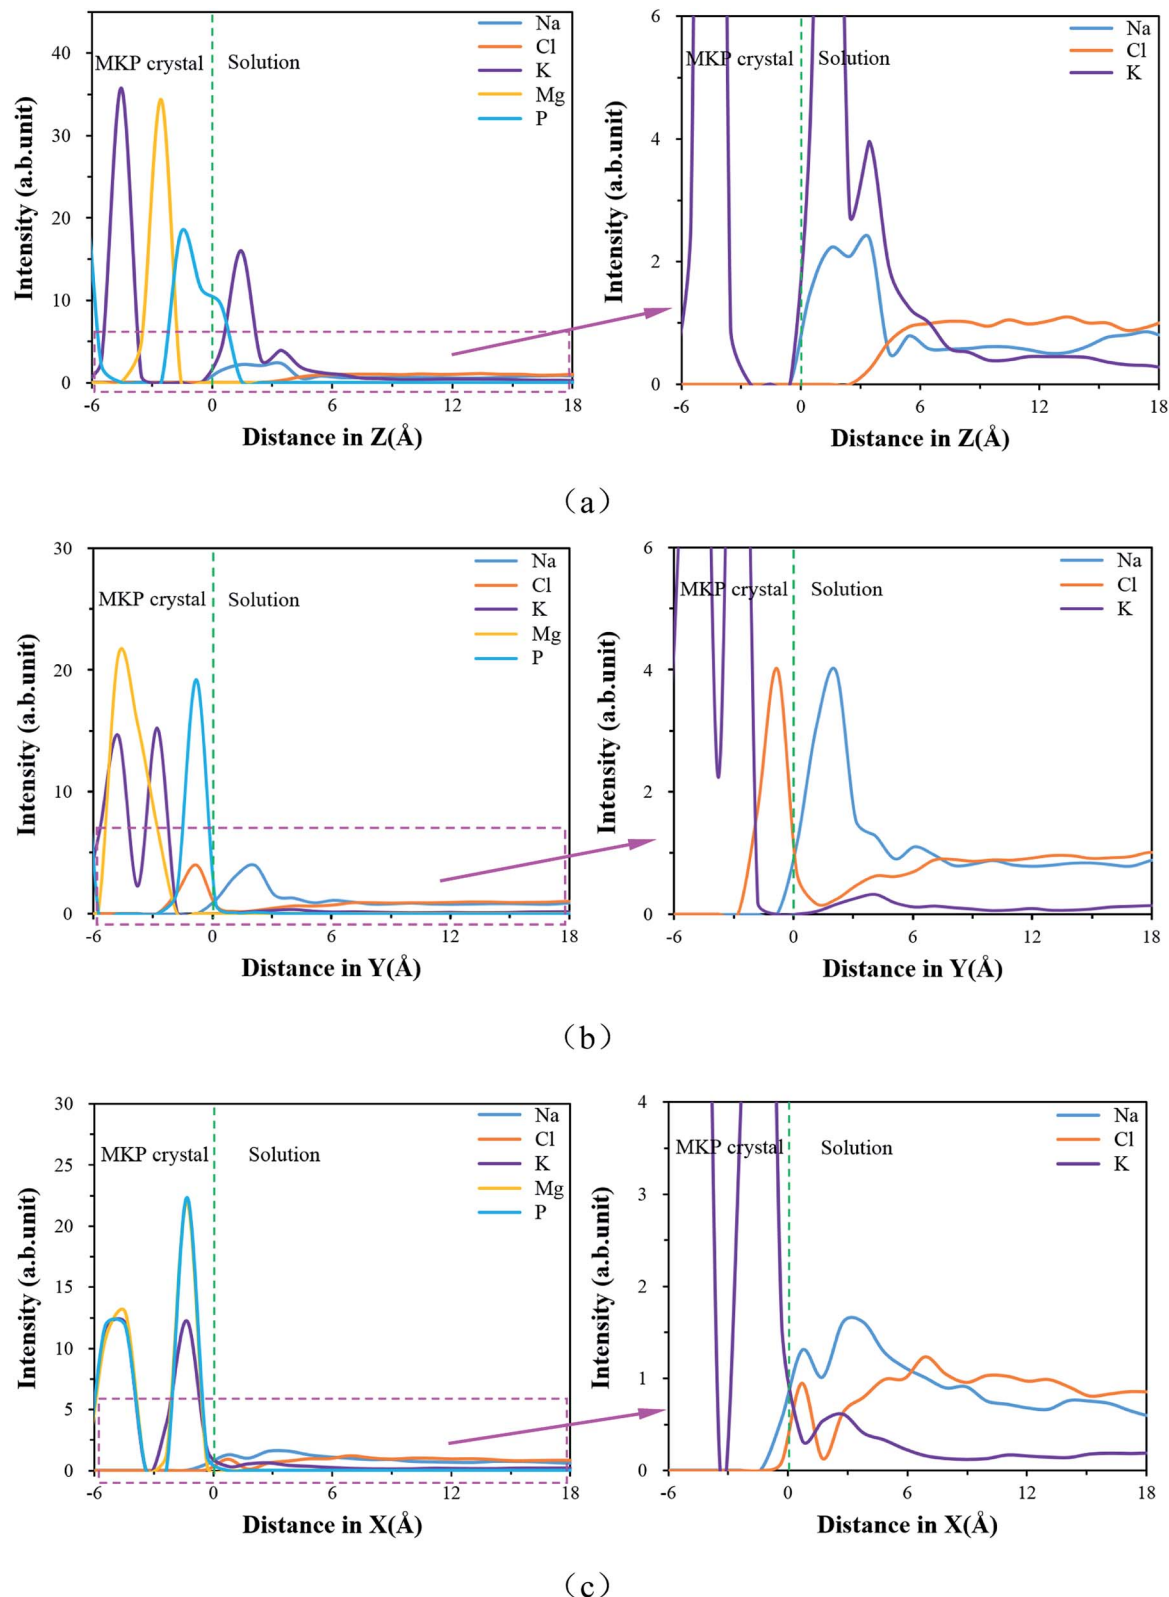 Intensity (a.b.unit)
40
30
20
10
0
-6
0
6
12
18
MKP crystal
Solution
Na
Cl
K
Mg
P
Distance in Z(Å)
Intensity (a.b.unit)
6
4
2
0
-6
0
6
12
18
MKP crystal
Solution
Na
Cl
K
Distance in Z(Å)
(a)
Intensity (a.b.unit)
30
20
10
0
-6
0
6
12
18
MKP crystal
Solution
Na
Cl
K
Mg
P
Distance in Y(Å)
Intensity (a.b.unit)
6
4
2
0
-6
0
6
12
18
MKP crystal
Solution
Na
Cl
K
Distance in Y(Å)
(b)
Intensity (a.b.unit)
30
25
20
15
10
5
0
-6
0
6
12
18
MKP crystal
Solution
Na
Cl
K
Mg
P
Distance in X(Å)
Intensity (a.b.unit)
4
3
2
1
0
-6
0
6
12
18
MKP crystal
Solution
Na
Cl
K
Distance in X(Å)
(c)